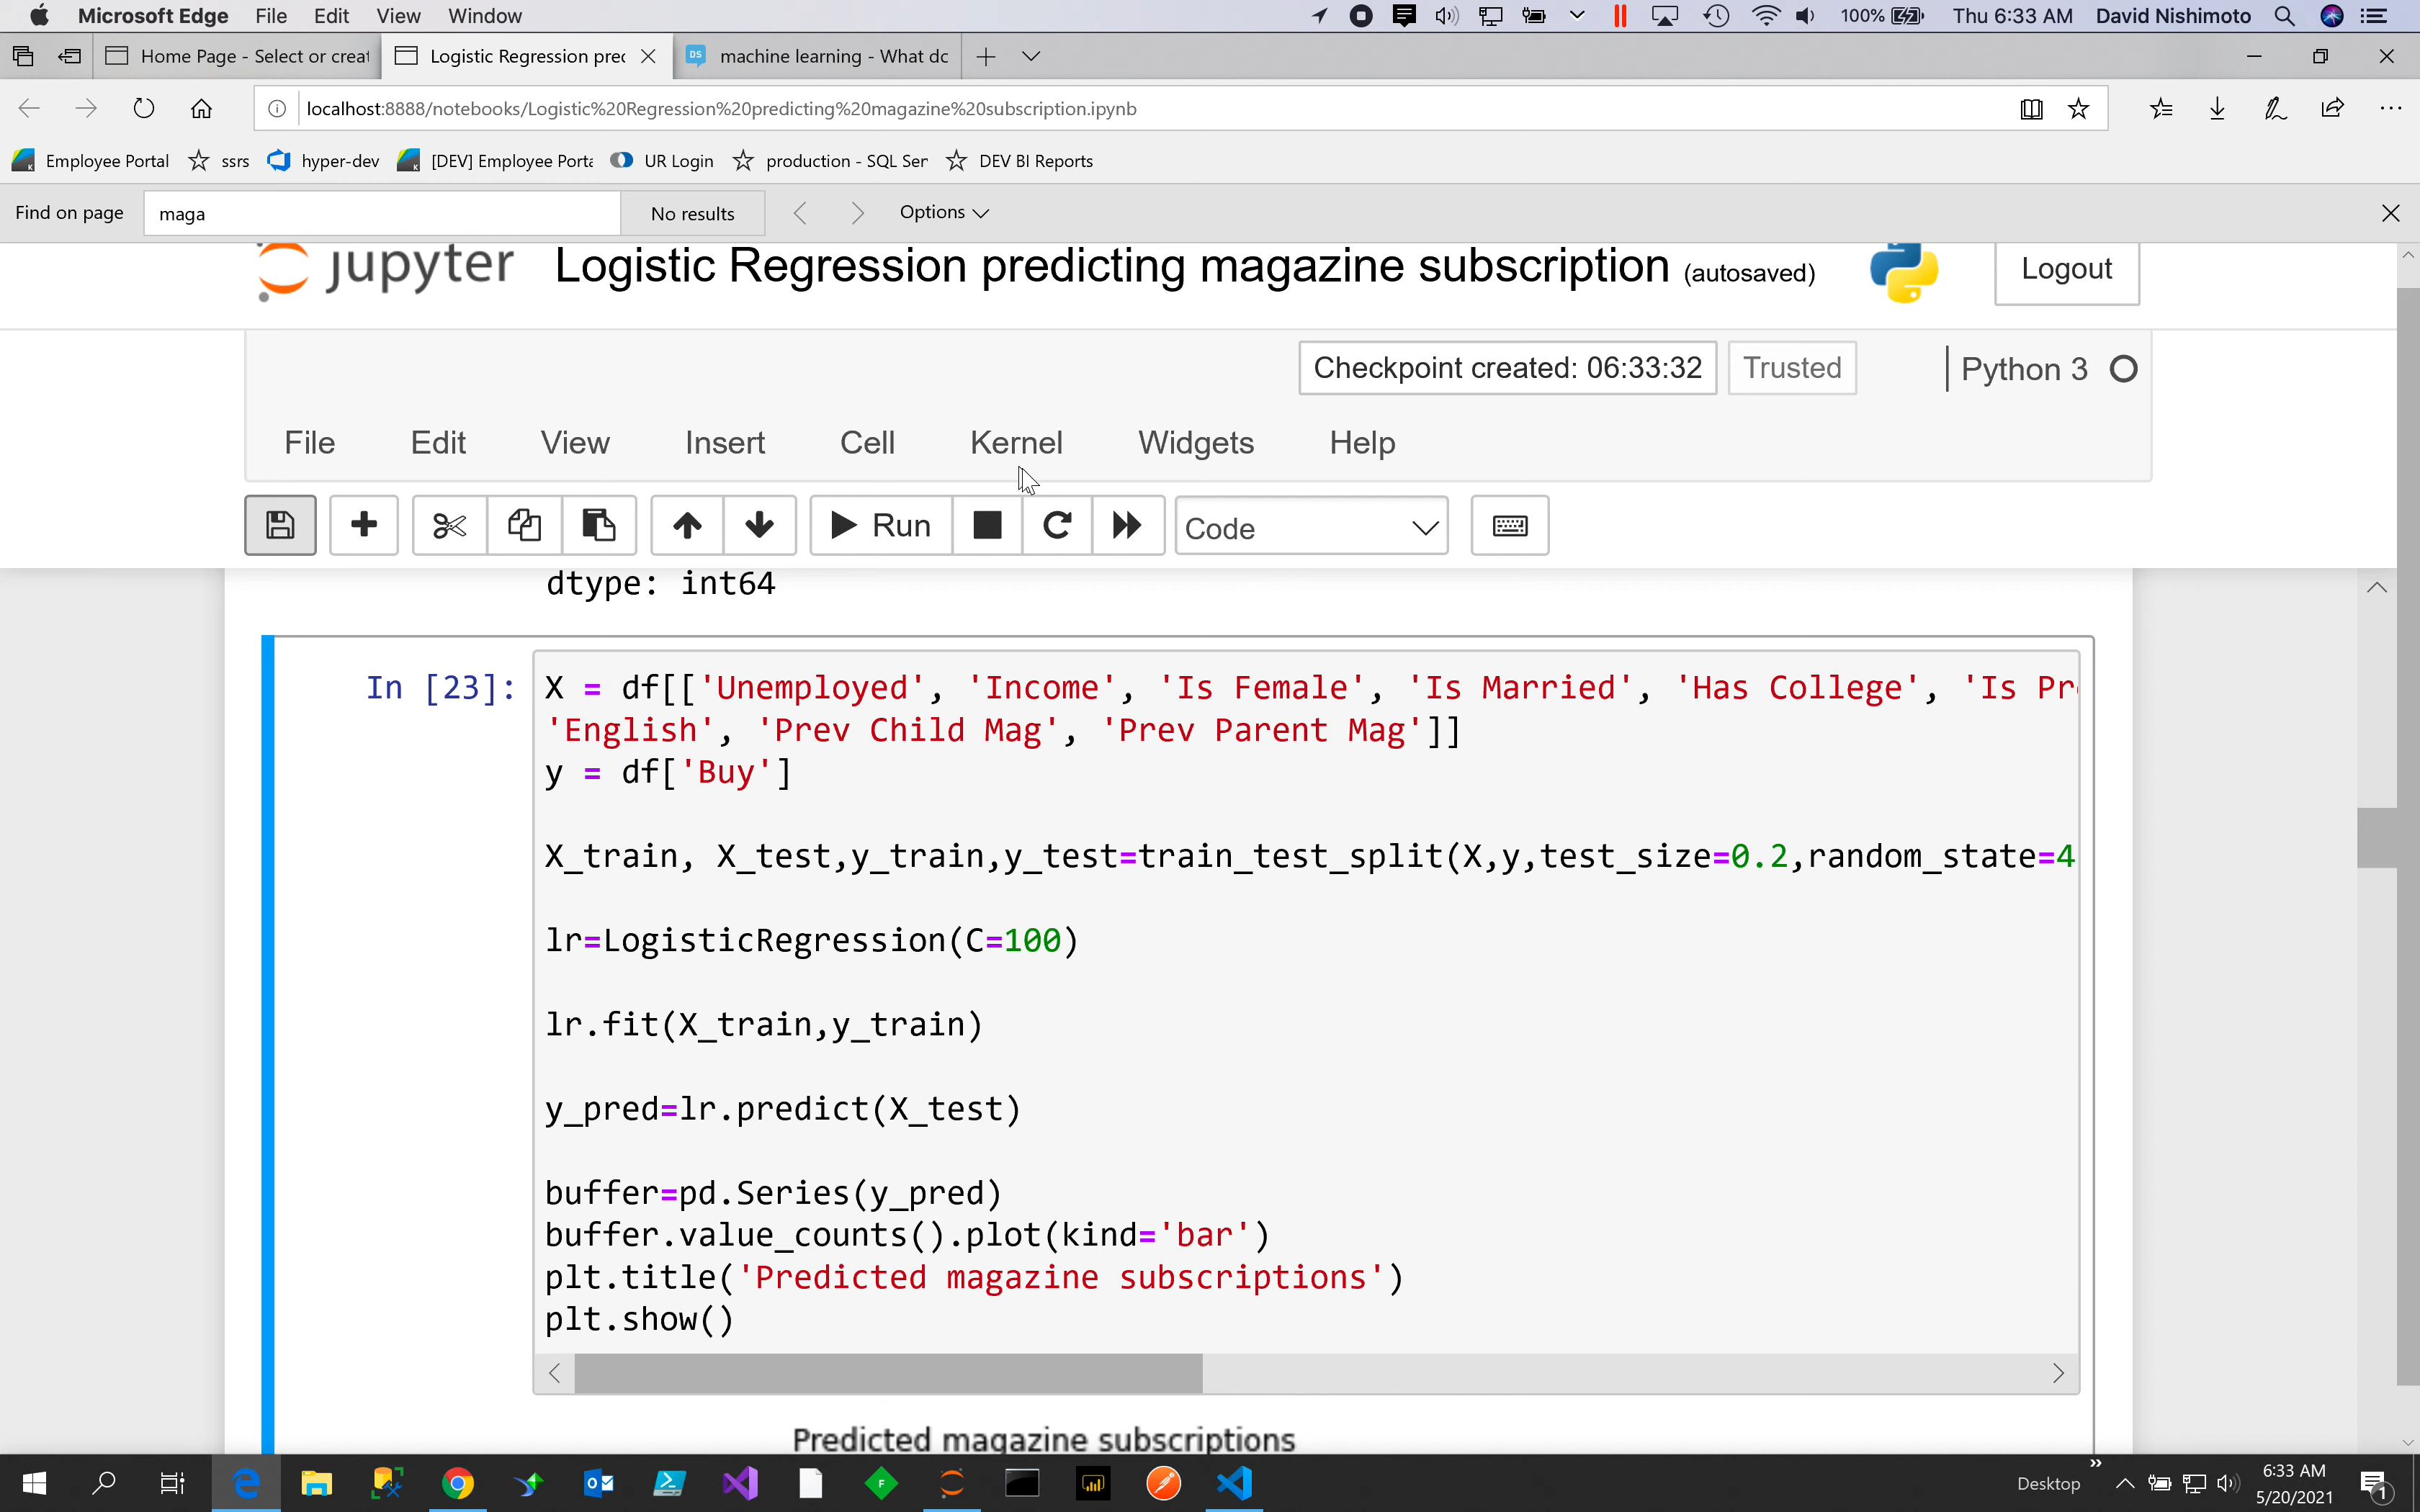 Microsoft Edge File Edit View Window 100% Thu 6:33 AM David Nishimoto
Home Page - Select or creat
Logistic Regression prec
DS machine learning - What dc
localhost:8888/notebooks/Logistic%20Regression%20predicting%20magazine%20subscription.ipynb
Employee Portal ssrs hyper-dev [DEV] Employee Porta UR Login production - SQL Ser DEV BI Reports
Find on page maga No results Options
jupyter Logistic Regression predicting magazine subscription (autosaved) Logout
Checkpoint created: 06:33:32 Trusted Python 3
File Edit View Insert Cell Kernel Widgets Help
Run Code
dtype: int64
In [23]: X = df[['Unemployed', 'Income', 'Is Female', 'Is Married', 'Has College', 'Is Pr
'English', 'Prev Child Mag', 'Prev Parent Mag']]
y = df['Buy']
X_train, X_test,y_train,y_test=train_test_split(X,y,test_size=0.2,random_state=4
lr=LogisticRegression(C=100)
lr.fit(X_train,y_train)
y_pred=lr.predict(X_test)
buffer=pd.Series(y_pred)
buffer.value_counts().plot(kind='bar')
plt.title('Predicted magazine subscriptions')
plt.show()
Predicted magazine subscriptions
Desktop
6:33 AM
5/20/2021
1